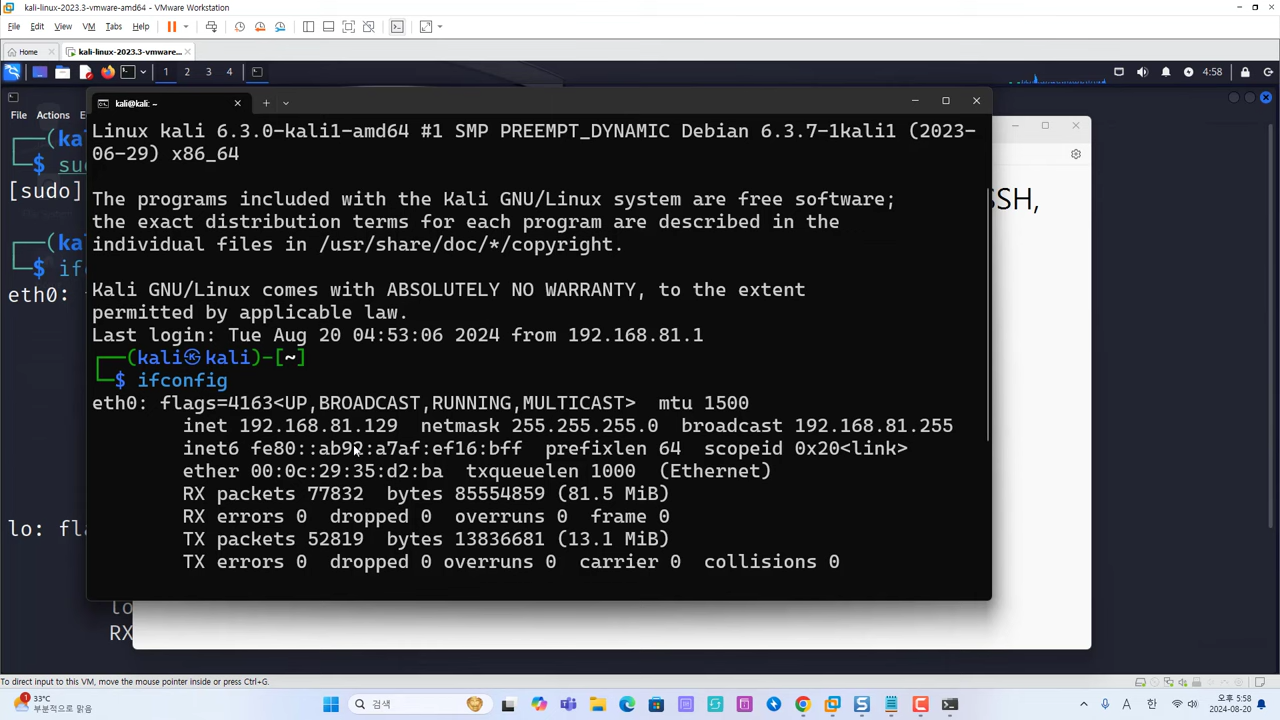 kali-linux-2023.3-vmware-amd64 - VMware Workstation
File Edit View VM Tabs Help
Home kali-linux-2023.3-vmware...
1 2 3 4 4:58
kali@kali: ~
File Actions E
Linux kali 6.3.0-kali1-amd64 #1 SMP PREEMPT_DYNAMIC Debian 6.3.7-1kali1 (2023-
06-29) x86_64
The programs included with the Kali GNU/Linux system are free software;
the exact distribution terms for each program are described in the
individual files in /usr/share/doc/*/copyright.
Kali GNU/Linux comes with ABSOLUTELY NO WARRANTY, to the extent
permitted by applicable law.
Last login: Tue Aug 20 04:53:06 2024 from 192.168.81.1
┌──(kali㉿kali)-[~]
└─$ ifconfig
eth0: flags=4163<UP,BROADCAST,RUNNING,MULTICAST>  mtu 1500
inet 192.168.81.129  netmask 255.255.255.0  broadcast 192.168.81.255
inet6 fe80::ab92:a7af:ef16:bff  prefixlen 64  scopeid 0x20<link>
ether 00:0c:29:35:d2:ba  txqueuelen 1000  (Ethernet)
RX packets 77832  bytes 85554859 (81.5 MiB)
RX errors 0  dropped 0  overruns 0  frame 0
TX packets 52819  bytes 13836681 (13.1 MiB)
TX errors 0  dropped 0 overruns 0  carrier 0  collisions 0
(ka
$ su
[sudo]
(ka
$ if
eth0:
lo: fla
lo
RX
SSH,
To direct input to this VM, move the mouse pointer inside or press Ctrl+G.
33°C
부분적으로 맑음
검색
A 한
오후 5:58
2024-08-20